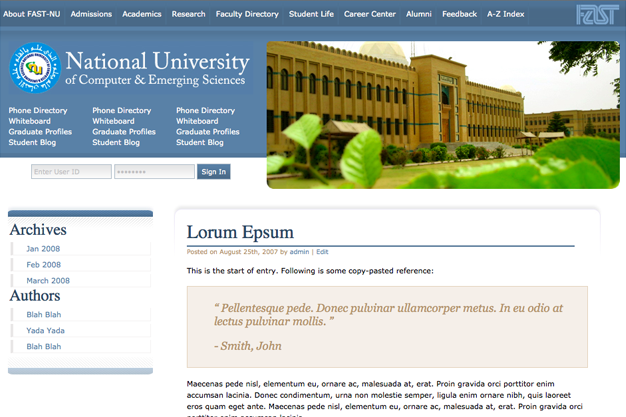 About FAST-NU Admissions Academics Research Faculty Directory Student Life Career Center Alumni Feedback A-Z Index
FAST
National University
of Computer & Emerging Sciences
Phone Directory Phone Directory Phone Directory
Whiteboard Whiteboard Whiteboard
Graduate Profiles Graduate Profiles Graduate Profiles
Student Blog Student Blog Student Blog
Enter User ID ******** Sign In
Archives
Jan 2008
Feb 2008
March 2008
Authors
Blah Blah
Yada Yada
Blah Blah
Lorum Epsum
Posted on August 25th, 2007 by admin | Edit
This is the start of entry. Following is some copy-pasted reference:
“ Pellentesque pede. Donec pulvinar ullamcorper metus. In eu odio at
lectus pulvinar mollis. ”
- Smith, John
Maecenas pede nisl, elementum eu, ornare ac, malesuada at, erat. Proin gravida orci porttitor enim
accumsan lacinia. Donec condimentum, urna non molestie semper, ligula enim ornare nibh, quis laoreet
eros quam eget ante. Maecenas pede nisl, elementum eu, ornare ac, malesuada at, erat. Proin gravida orci